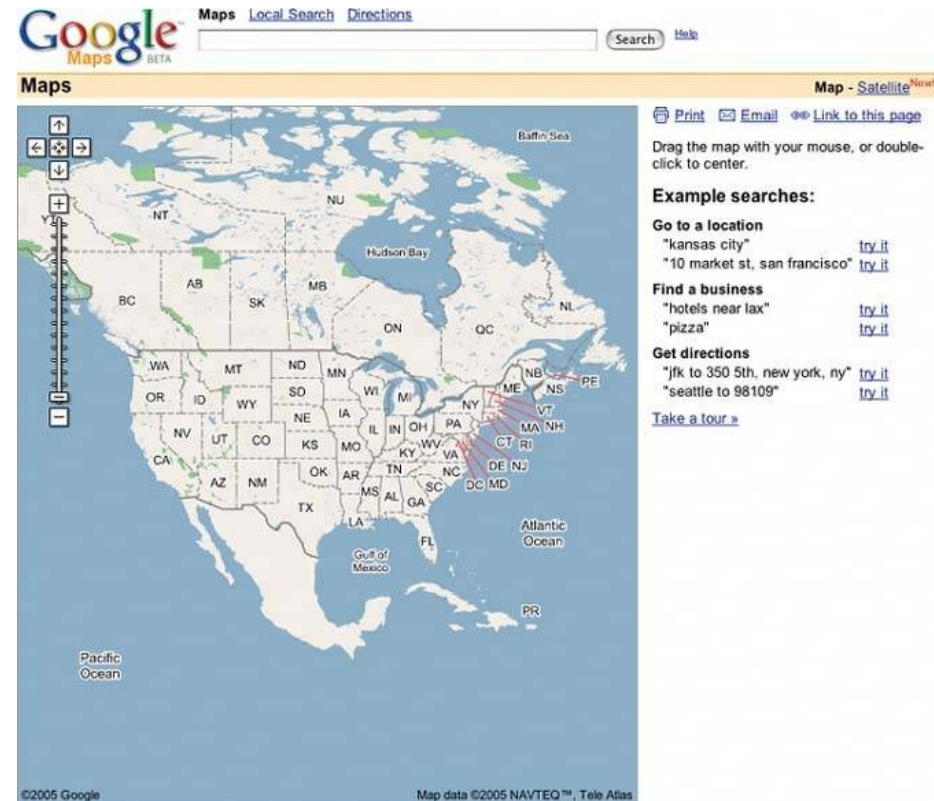 Google Maps BETA
Maps Local Search Directions
Search Help
Maps
Map - Satellite New!
Print Email Link to this page
Drag the map with your mouse, or double-
click to center.
Example searches:
Go to a location
"kansas city" try it
"10 market st, san francisco" try it
Find a business
"hotels near lax" try it
"pizza" try it
Get directions
"jfk to 350 5th, new york, ny" try it
"seattle to 98109" try it
Take a tour »
Baffin Sea
NU
NT
Hudson Bay
AB
MB
BC
SK
NL
ON
QC
WA
MT
ND
MN
NB
PE
OR
ID
SD
WI
MI
ME
NS
WY
NY
VT
NE
IA
IL
IN
OH
PA
MA
NH
NV
UT
CO
KS
MO
WV
VA
CT
RI
CA
KY
OK
AR
TN
NC
DE
NJ
AZ
NM
MS
AL
SC
DC
MD
TX
GA
LA
FL
Atlantic
Ocean
Gulf of
Mexico
PR
Pacific
Ocean
©2005 Google
Map data ©2005 NAVTEQ™, Tele Atlas